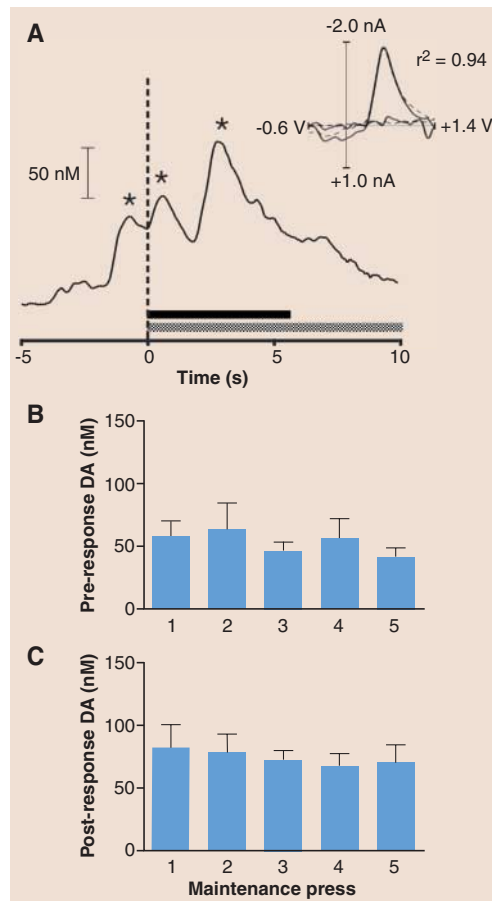 A
-2.0 nA
r² = 0.94
-0.6 V
+1.4 V
+1.0 nA
50 nM
*
*
*
-5
0
5
10
Time (s)
B
Pre-response DA (nM)
150
100
50
0
1 2 3 4 5
C
Post-response DA (nM)
150
100
50
0
1 2 3 4 5
Maintenance press